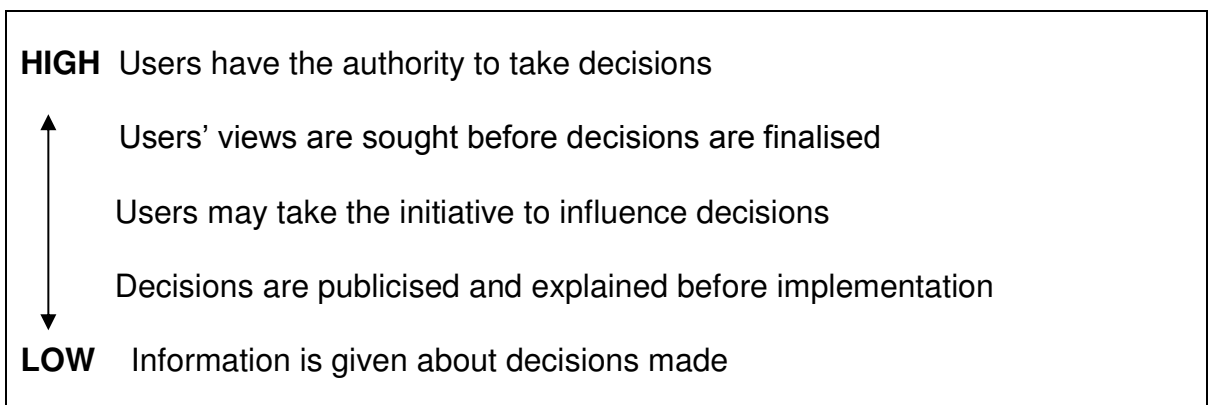 HIGH Users have the authority to take decisions
Users’ views are sought before decisions are finalised
Users may take the initiative to influence decisions
Decisions are publicised and explained before implementation
LOW Information is given about decisions made